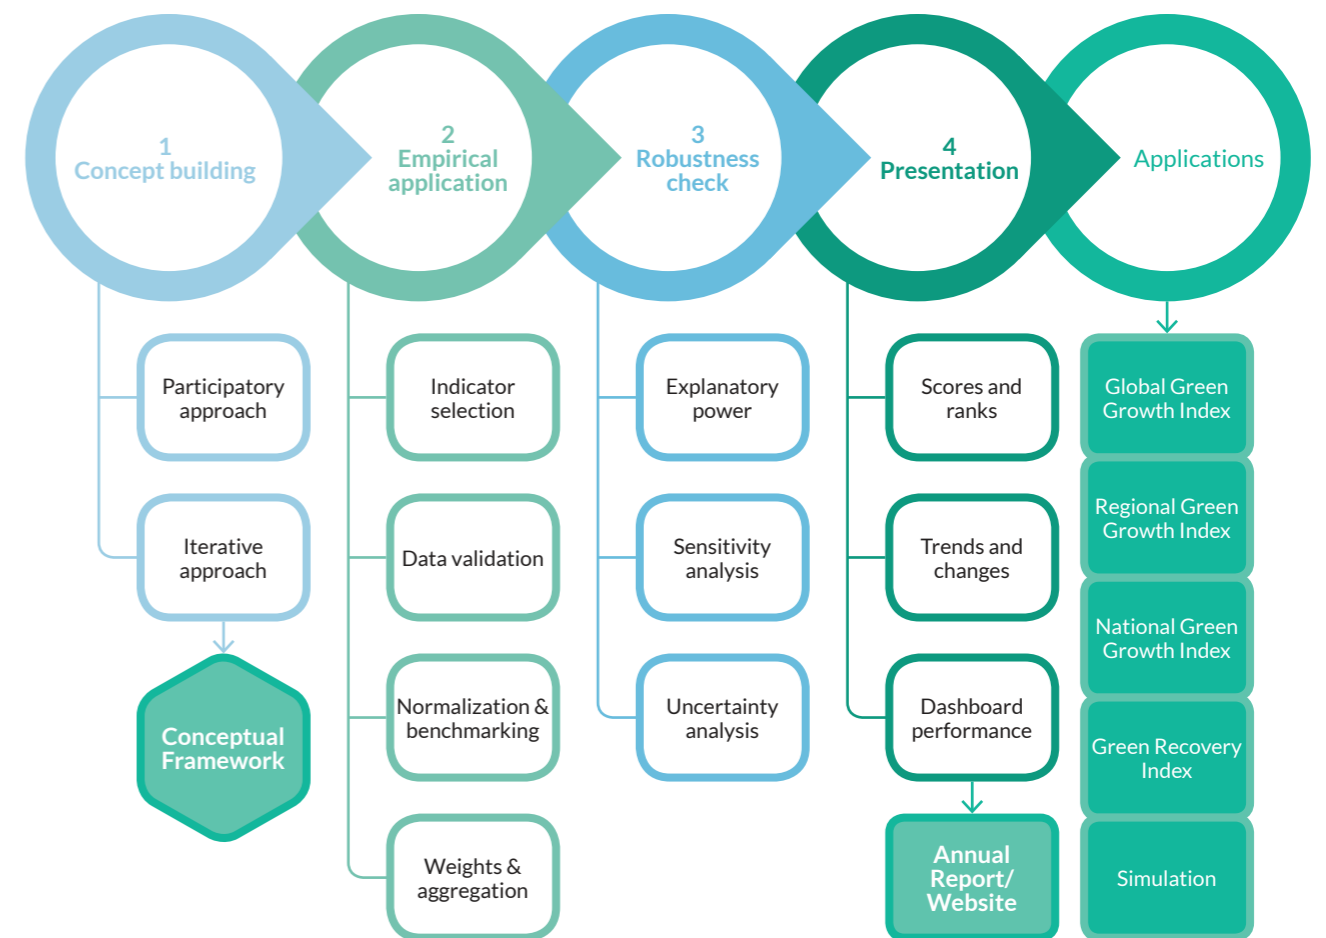 1
Concept building
2
Empirical
application
3
Robustness
check
4
Presentation
Applications
Participatory
approach
Iterative
approach
Conceptual
Framework
Indicator
selection
Data validation
Normalization &
benchmarking
Weights &
aggregation
Explanatory
power
Sensitivity
analysis
Uncertainty
analysis
Scores and
ranks
Trends and
changes
Dashboard
performance
Annual
Report/
Website
Global Green
Growth Index
Regional Green
Growth Index
National Green
Growth Index
Green Recovery
Index
Simulation